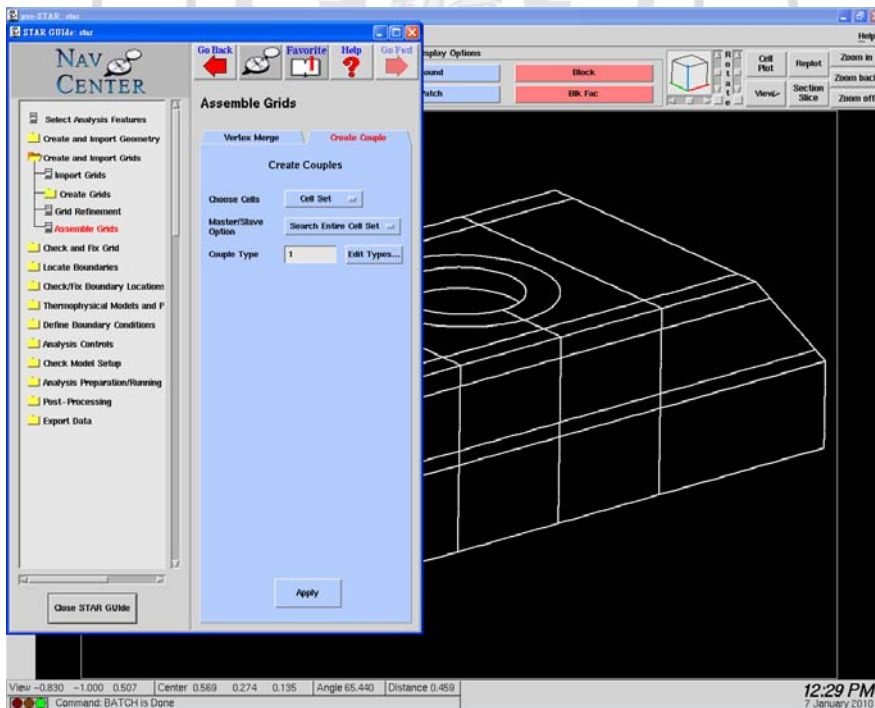 pro-STAR: star
STAR GUIde: star
Help
NAV CENTER
Go Back
Favorite
Help
Go Fwd
Display Options
Block
Blk Fac
Rotate
Cell Plot
Replot
Zoom in
Zoom back
View->
Section Slice
Zoom off
Assemble Grids
Vertex Merge
Create Couple
Create Couples
Choose Cells
Cell Set
Master/Slave Option
Search Entire Cell Set
Couple Type
1
Edit Types...
Apply
Select Analysis Features
Create and Import Geometry
Create and Import Grids
Import Grids
Create Grids
Grid Refinement
Assemble Grids
Check and Fix Grid
Locate Boundaries
Check/Fix Boundary Locations
Thermophysical Models and P
Define Boundary Conditions
Analysis Controls
Check Model Setup
Analysis Preparation/Running
Post-Processing
Export Data
Close STAR GUIde
View -0.830 -1.000 0.507
Center 0.569 0.274 0.135
Angle 65.440
Distance 0.459
12:29 PM
Command: BATCH is Done
7 January 2010